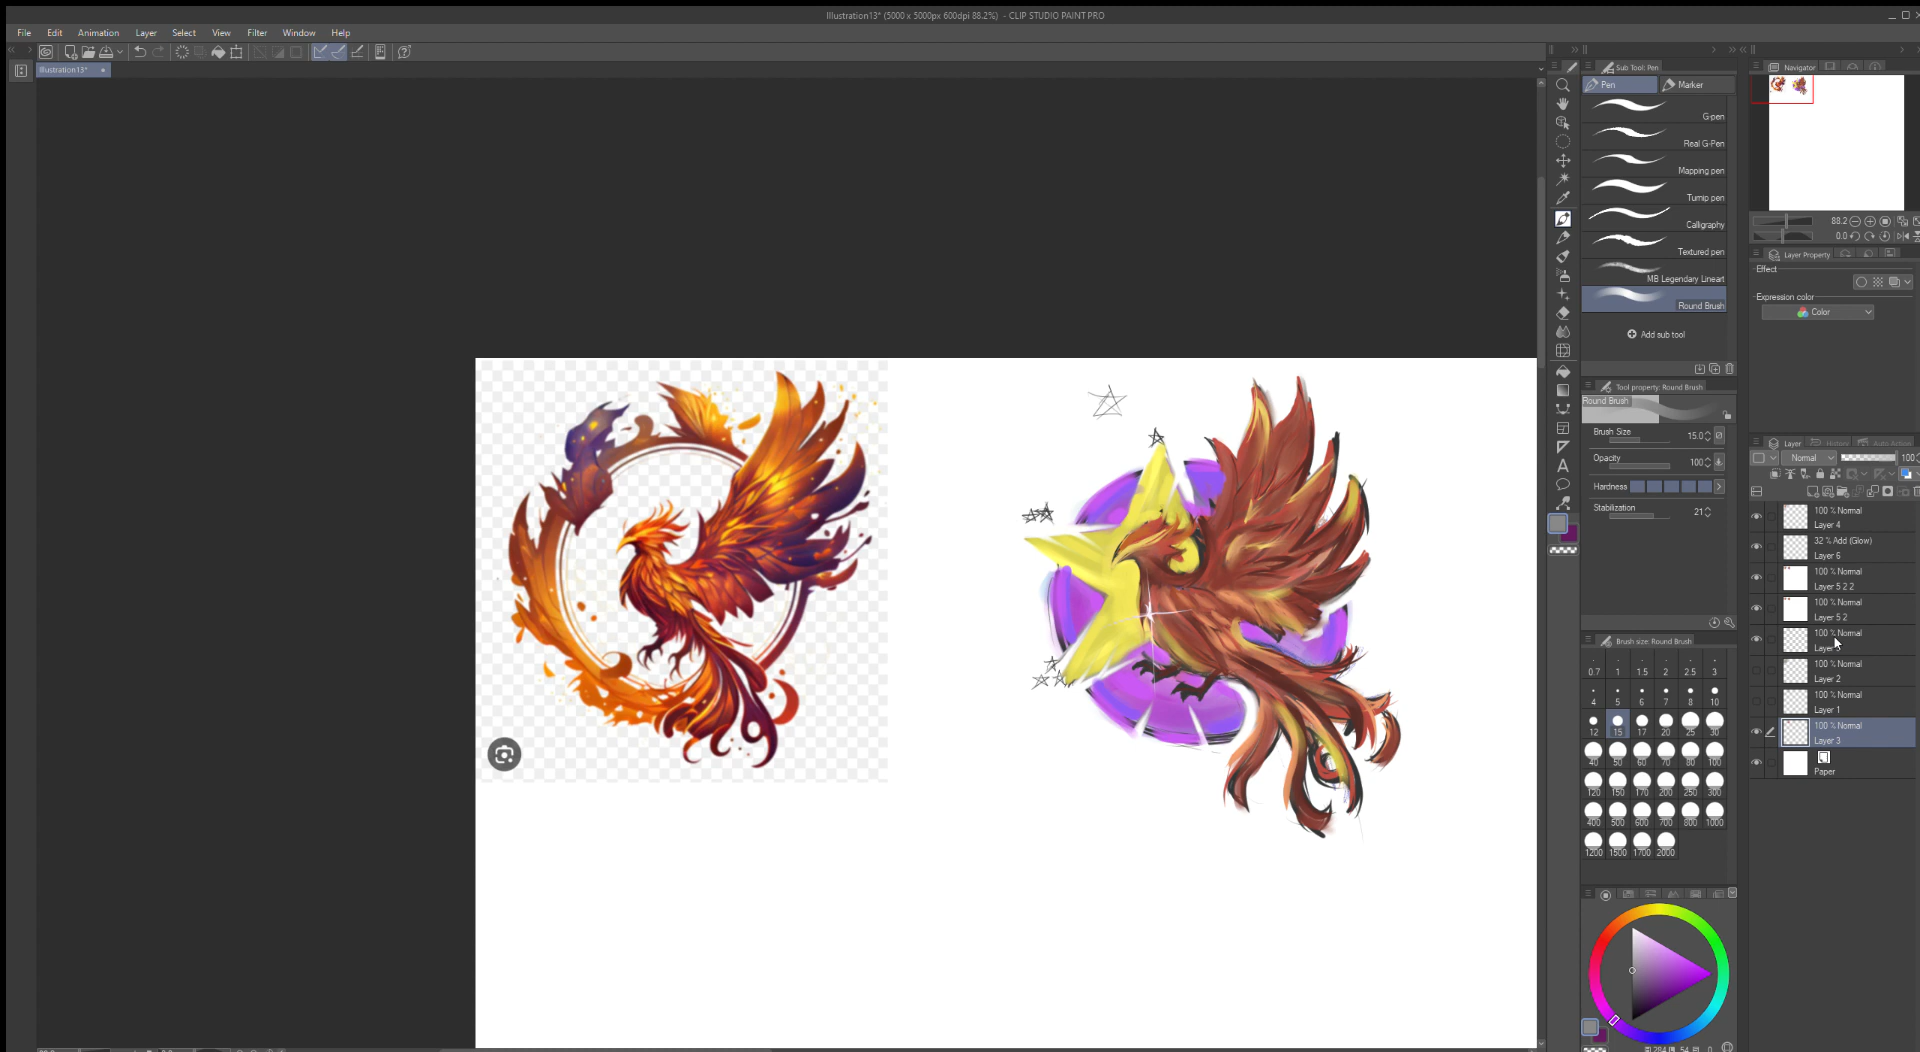 Illustration13* (5000 x 5000px 600dpi 88.2%) - CLIP STUDIO PAINT PRO
File Edit Animation Layer Select View Filter Window Help
Illustration13*
Sub Tool: Pen
Pen Marker
G-pen
Real G-Pen
Mapping pen
Turnip pen
Calligraphy
Textured pen
MB Legendary Lineart
Round Brush
Add sub tool
Tool property: Round Brush
Round Brush
Brush Size 15.0
Opacity 100
Hardness
Stabilization 21
Brush size: Round Brush
0.7 1 1.5 2 2.5 3
4 5 6 7 8 10
12 15 17 20 25 30
40 50 60 70 80 100
120 150 170 200 250 300
400 500 600 700 800 1000
1200 1500 1700 2000
Navigator
88.2
0.0
Layer Property
Effect
Expression color
Color
Layer History Auto Action
Normal 100
100 % Normal
Layer 4
32 % Add (Glow)
Layer 6
100 % Normal
Layer 5 2 2
100 % Normal
Layer 5 2
100 % Normal
100 % Normal
Layer 2
100 % Normal
Layer 1
100 % Normal
Layer 3
Paper